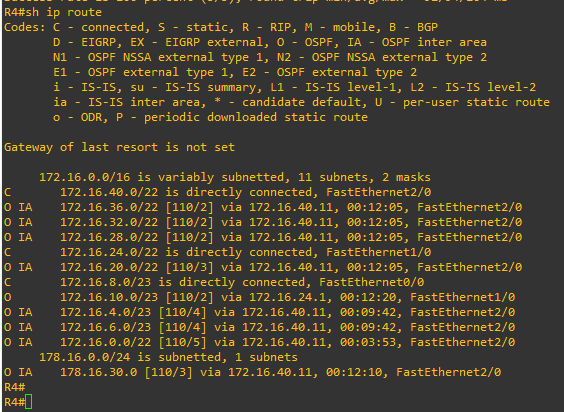 R4#sh ip route
Codes: C - connected, S - static, R - RIP, M - mobile, B - BGP
       D - EIGRP, EX - EIGRP external, O - OSPF, IA - OSPF inter area
       N1 - OSPF NSSA external type 1, N2 - OSPF NSSA external type 2
       E1 - OSPF external type 1, E2 - OSPF external type 2
       i - IS-IS, su - IS-IS summary, L1 - IS-IS level-1, L2 - IS-IS level-2
       ia - IS-IS inter area, * - candidate default, U - per-user static route
       o - ODR, P - periodic downloaded static route
Gateway of last resort is not set
     172.16.0.0/16 is variably subnetted, 11 subnets, 2 masks
C       172.16.40.0/22 is directly connected, FastEthernet2/0
O IA    172.16.36.0/22 [110/2] via 172.16.40.11, 00:12:05, FastEthernet2/0
O IA    172.16.32.0/22 [110/2] via 172.16.40.11, 00:12:05, FastEthernet2/0
O IA    172.16.28.0/22 [110/2] via 172.16.40.11, 00:12:05, FastEthernet2/0
C       172.16.24.0/22 is directly connected, FastEthernet1/0
O IA    172.16.20.0/22 [110/3] via 172.16.40.11, 00:12:05, FastEthernet2/0
C       172.16.8.0/23 is directly connected, FastEthernet0/0
O       172.16.10.0/23 [110/2] via 172.16.24.1, 00:12:20, FastEthernet1/0
O IA    172.16.4.0/23 [110/4] via 172.16.40.11, 00:09:42, FastEthernet2/0
O IA    172.16.6.0/23 [110/4] via 172.16.40.11, 00:09:42, FastEthernet2/0
O IA    172.16.0.0/22 [110/5] via 172.16.40.11, 00:03:53, FastEthernet2/0
     178.16.0.0/24 is subnetted, 1 subnets
O IA    178.16.30.0 [110/3] via 172.16.40.11, 00:12:10, FastEthernet2/0
R4#
R4#